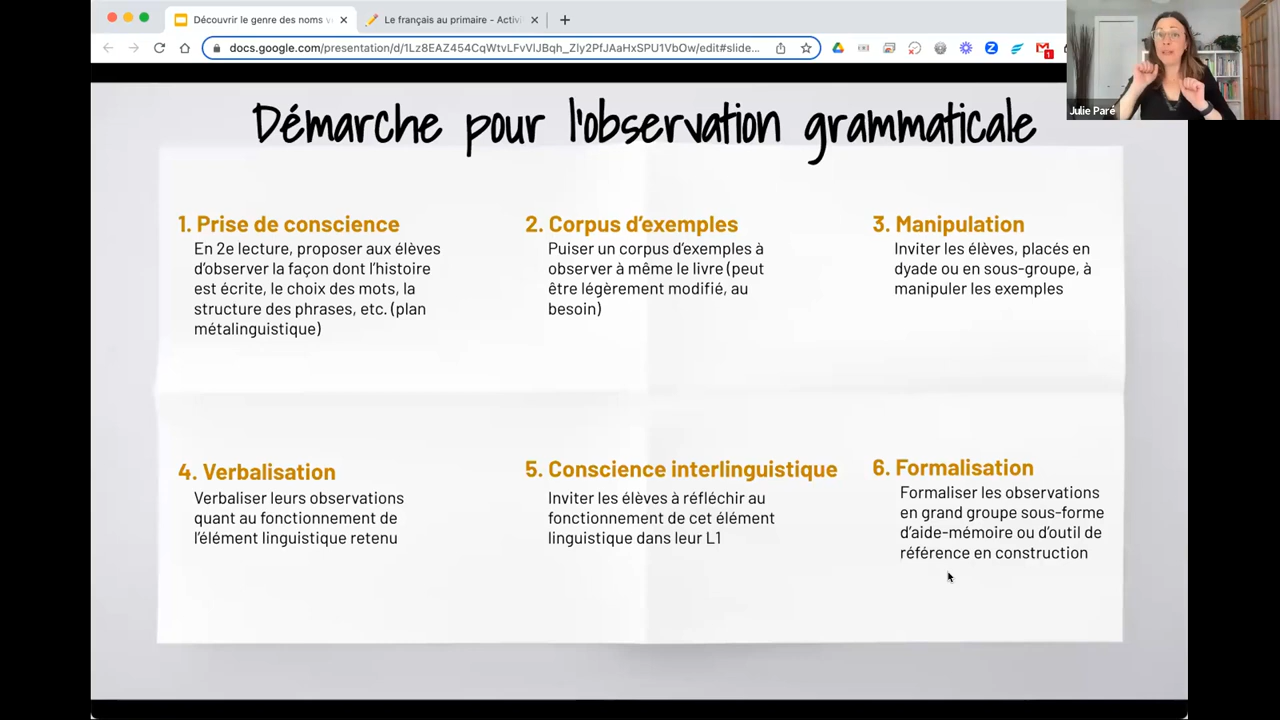 Découvrir le genre des noms
Le français au primaire - Activi
docs.google.com/presentation/d/1Lz8EAZ454CqWtvLFvVlJBqh_Zly2PfJAaHxSPU1VbOw/edit#slide...
1
Julie Paré
Démarche pour l'observation grammaticale
1. Prise de conscience
En 2e lecture, proposer aux élèves
d'observer la façon dont l'histoire
est écrite, le choix des mots, la
structure des phrases, etc. (plan
métalinguistique)
2. Corpus d'exemples
Puiser un corpus d'exemples à
observer à même le livre (peut
être légèrement modifié, au
besoin)
3. Manipulation
Inviter les élèves, placés en
dyade ou en sous-groupe, à
manipuler les exemples
4. Verbalisation
Verbaliser leurs observations
quant au fonctionnement de
l'élément linguistique retenu
5. Conscience interlinguistique
Inviter les élèves à réfléchir au
fonctionnement de cet élément
linguistique dans leur L1
6. Formalisation
Formaliser les observations
en grand groupe sous-forme
d'aide-mémoire ou d'outil de
référence en construction